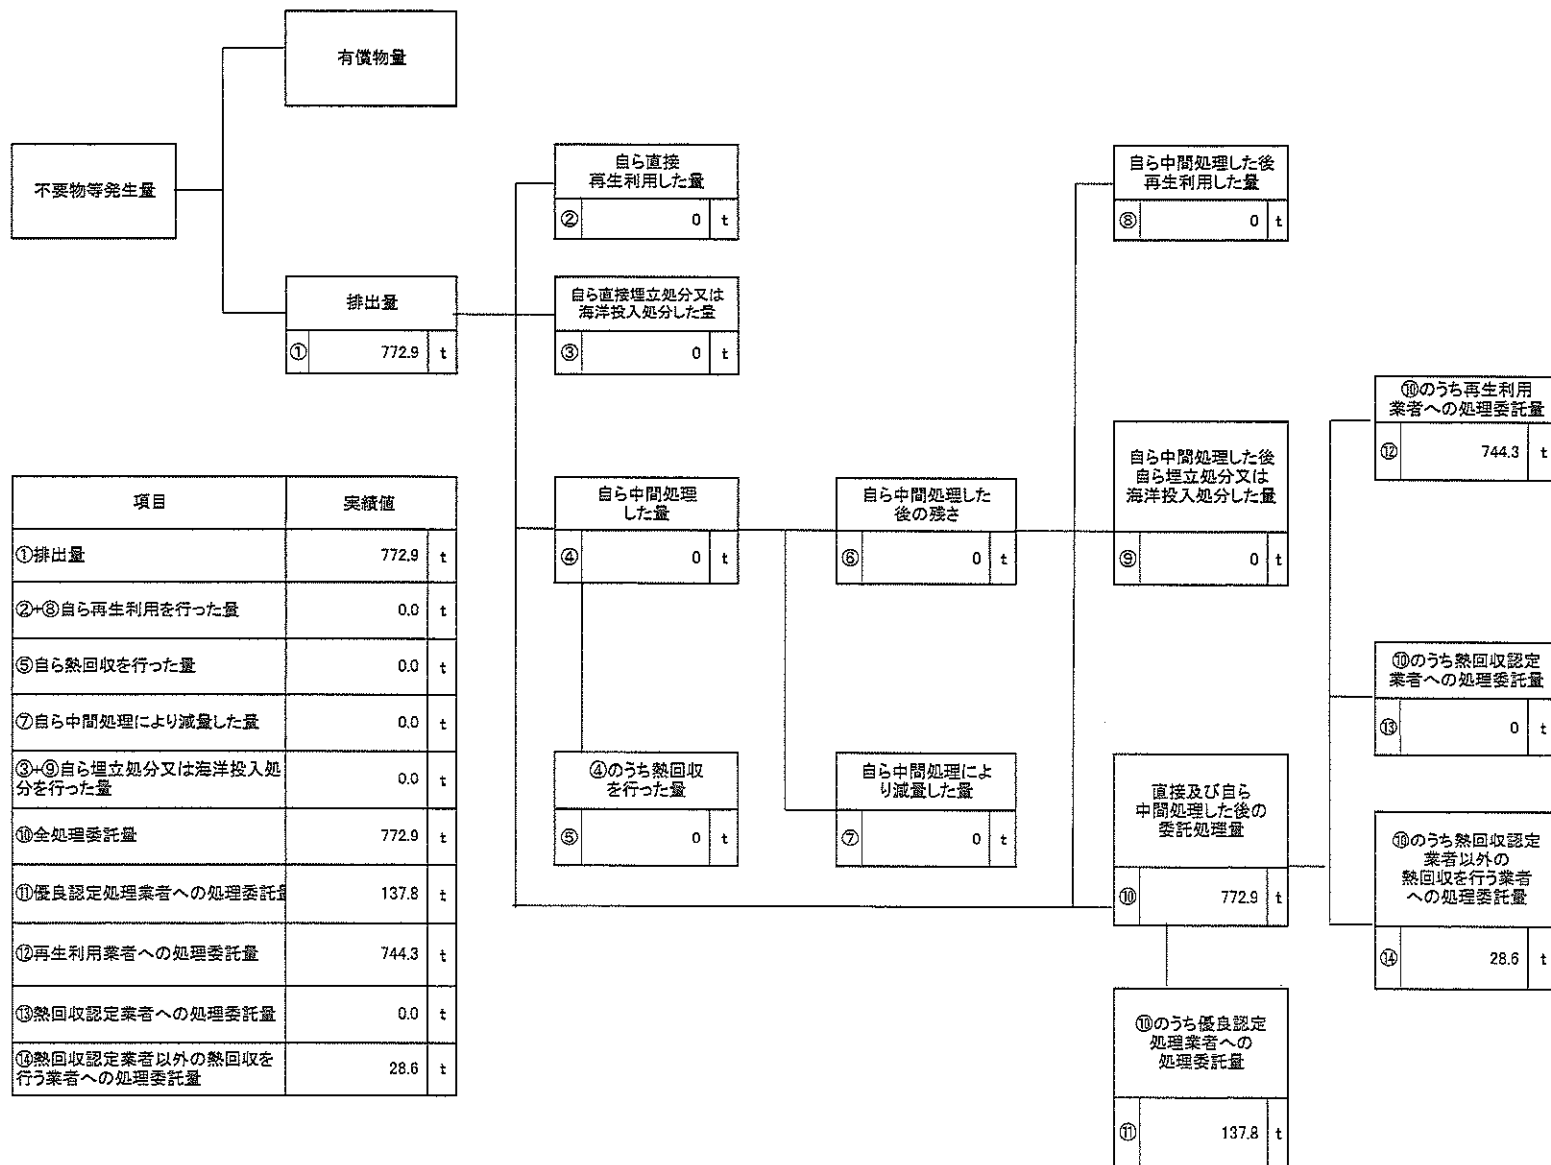 有償物量
不要物等発生量
排出量
① 772.9 t
自ら直接
再生利用した量
② 0 t
自ら直接埋立処分又は
海洋投入処分した量
③ 0 t
自ら中間処理
した量
④ 0 t
④のうち熱回収
を行った量
⑤ 0 t
自ら中間処理した
後の残さ
⑥ 0 t
自ら中間処理によ
り減量した量
⑦ 0 t
自ら中間処理した後
再生利用した量
⑧ 0 t
自ら中間処理した後
自ら埋立処分又は
海洋投入処分した量
⑨ 0 t
直接及び自ら
中間処理した後の
委託処理量
⑩ 772.9 t
⑩のうち優良認定
処理業者への
処理委託量
⑪ 137.8 t
⑩のうち再生利用
業者への処理委託量
⑫ 744.3 t
⑩のうち熱回収認定
業者への処理委託量
⑬ 0 t
⑩のうち熱回収認定
業者以外の
熱回収を行う業者
への処理委託量
⑭ 28.6 t
項目 実績値
①排出量 772.9 t
②+⑧自ら再生利用を行った量 0.0 t
⑤自ら熱回収を行った量 0.0 t
⑦自ら中間処理により減量した量 0.0 t
③+⑨自ら埋立処分又は海洋投入処
分を行った量 0.0 t
⑩全処理委託量 772.9 t
⑪優良認定処理業者への処理委託量 137.8 t
⑫再生利用業者への処理委託量 744.3 t
⑬熱回収認定業者への処理委託量 0.0 t
⑭熱回収認定業者以外の熱回収を
行う業者への処理委託量 28.6 t